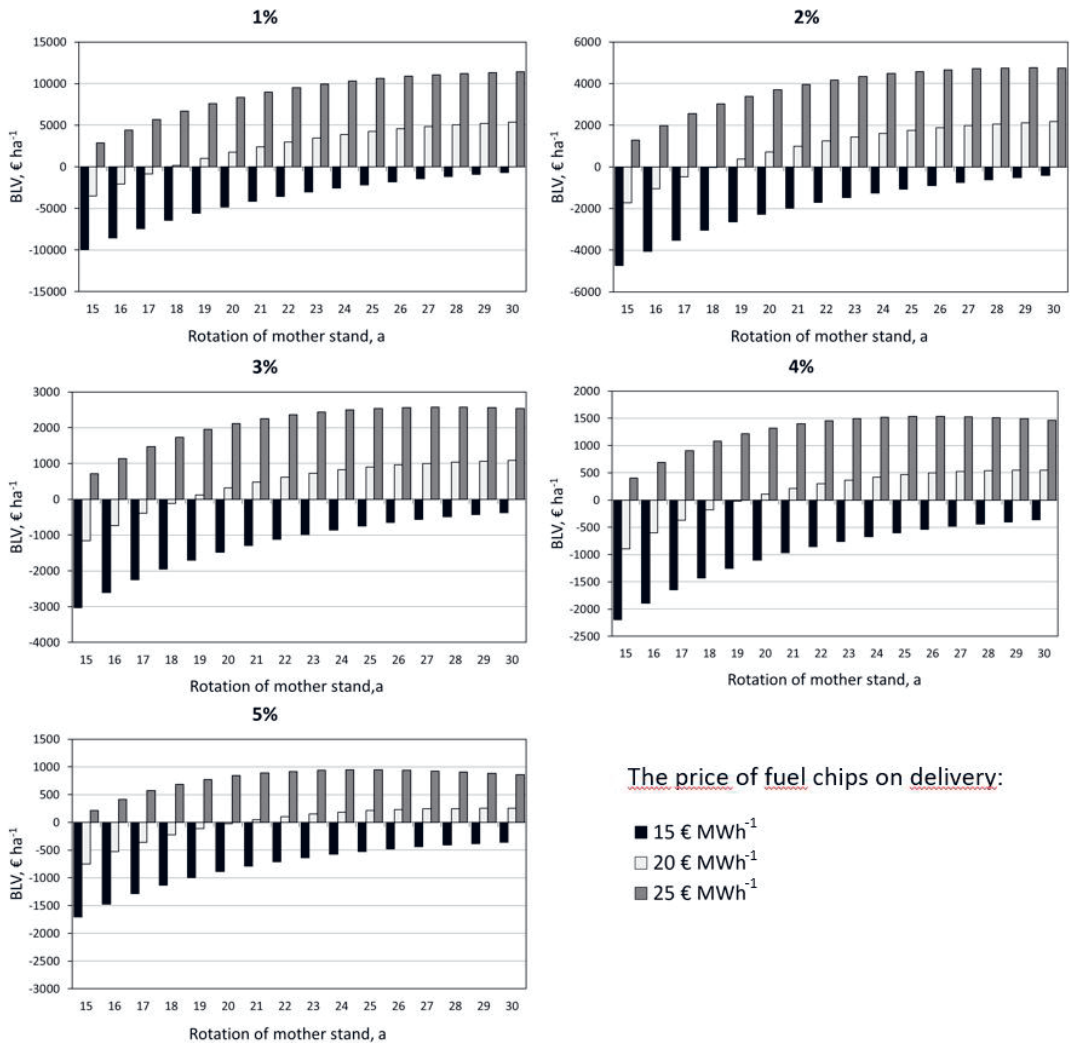 1%
15000
10000
5000
0
-5000
-10000
-15000
BLV, € ha-1
15 16 17 18 19 20 21 22 23 24 25 26 27 28 29 30
Rotation of mother stand, a
2%
6000
4000
2000
0
-2000
-4000
-6000
BLV, € ha-1
15 16 17 18 19 20 21 22 23 24 25 26 27 28 29 30
Rotation of mother stand, a
3%
3000
2000
1000
0
-1000
-2000
-3000
-4000
BLV, € ha-1
15 16 17 18 19 20 21 22 23 24 25 26 27 28 29 30
Rotation of mother stand,a
4%
2000
1500
1000
500
0
-500
-1000
-1500
-2000
-2500
BLV, € ha-1
15 16 17 18 19 20 21 22 23 24 25 26 27 28 29 30
Rotation of mother stand, a
5%
1500
1000
500
0
-500
-1000
-1500
-2000
-2500
-3000
BLV, € ha-1
15 16 17 18 19 20 21 22 23 24 25 26 27 28 29 30
Rotation of mother stand, a
The price of fuel chips on delivery:
15 € MWh-1
20 € MWh-1
25 € MWh-1